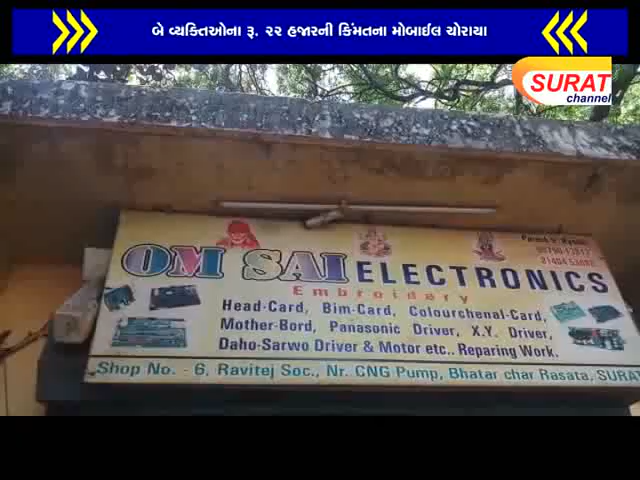 બે વ્યક્તિઓના રૂ. ૨૨ હજારની કિંમતના મોબાઈલ ચોરાયા
SURAT
channel
OM SAI ELECTRONICS
Embroidary
Head-Card, Bim-Card, Colourchenal-Card,
Mother-Bord, Panasonic Driver, X.Y. Driver,
Daho-Sarwo Driver & Motor etc.. Reparing Work.
Shop No. - 6, Ravitej Soc., Nr. CNG Pump, Bhatar char Rasata, SURAT